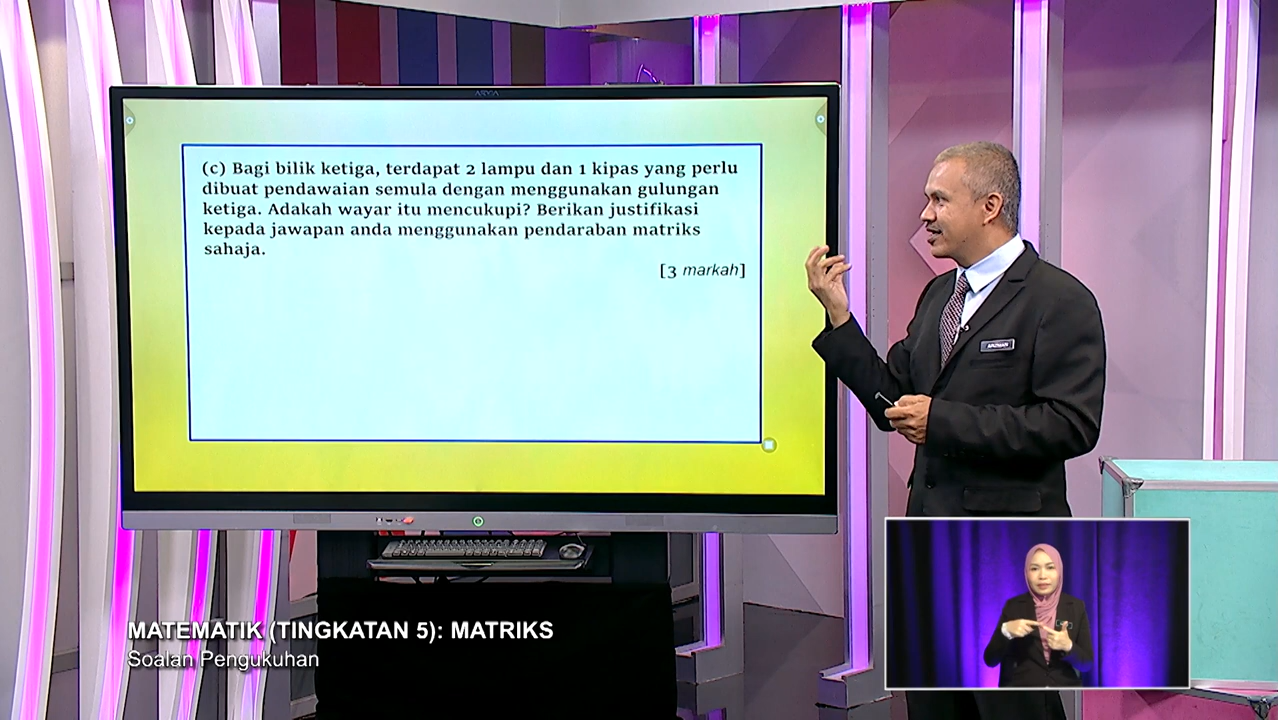 (c) Bagi bilik ketiga, terdapat 2 lampu dan 1 kipas yang perlu
dibuat pendawaian semula dengan menggunakan gulungan
ketiga. Adakah wayar itu mencukupi? Berikan justifikasi
kepada jawapan anda menggunakan pendaraban matriks
sahaja.
[3 markah]
MATEMATIK (TINGKATAN 5): MATRIKS
Soalan Pengukuhan